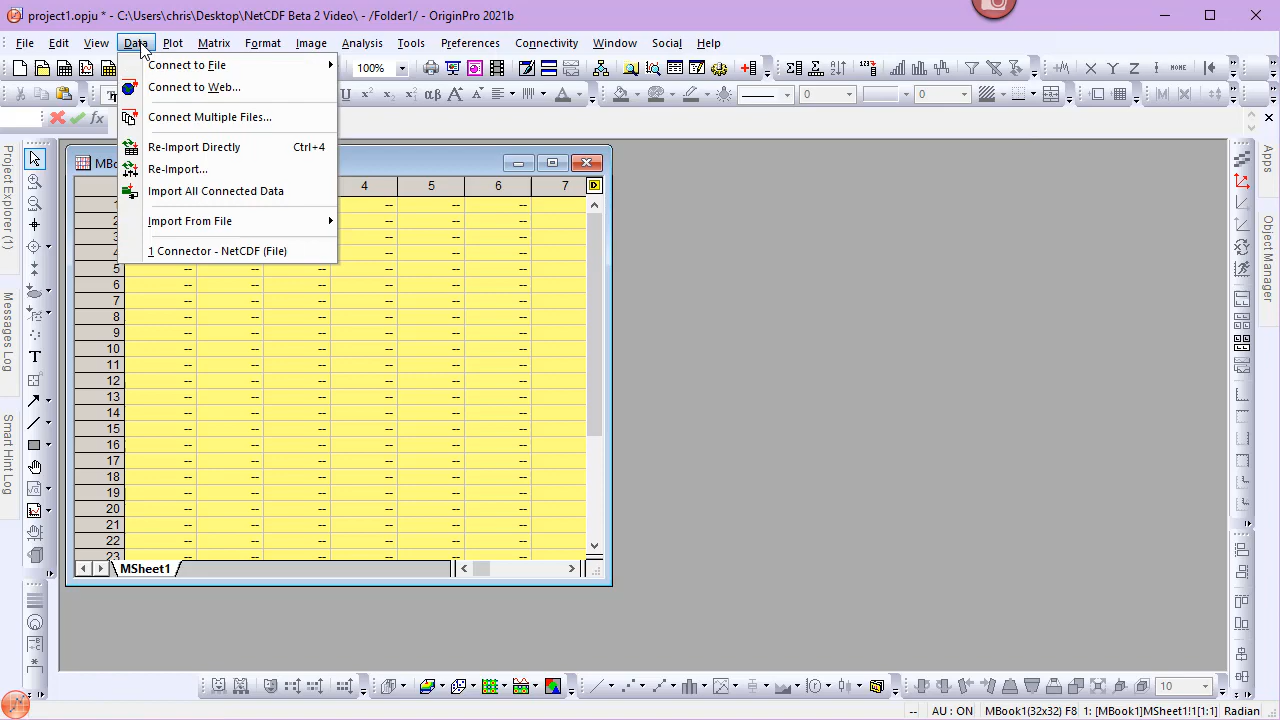 project1.opju * - C:\Users\chris\Desktop\NetCDF Beta 2 Video\ - /Folder1/ - OriginPro 2021b
File Edit View Data Plot Matrix Format Image Analysis Tools Preferences Connectivity Window Social Help
100%
HOME
0 0
Connect to File
Connect to Web...
Connect Multiple Files...
Re-Import Directly Ctrl+4
Re-Import...
Import All Connected Data
Import From File
1 Connector - NetCDF (File)
Project Explorer (1)
Messages Log
Smart Hint Log
Apps
Object Manager
MBo
4 5 6 7
D
5 -- -- -- -- -- --
6 -- -- -- -- -- --
7 -- -- -- -- -- --
8 -- -- -- -- -- --
9 -- -- -- -- -- --
10 -- -- -- -- -- --
11 -- -- -- -- -- --
12 -- -- -- -- -- --
13 -- -- -- -- -- --
14 -- -- -- -- -- --
15 -- -- -- -- -- --
16 -- -- -- -- -- --
17 -- -- -- -- -- --
18 -- -- -- -- -- --
19 -- -- -- -- -- --
20 -- -- -- -- -- --
21 -- -- -- -- -- --
22 -- -- -- -- -- --
23 -- -- -- -- -- --
MSheet1
10
-- AU : ON MBook1(32x32) F8 1: [MBook1]MSheet1!1[1:1] Radian